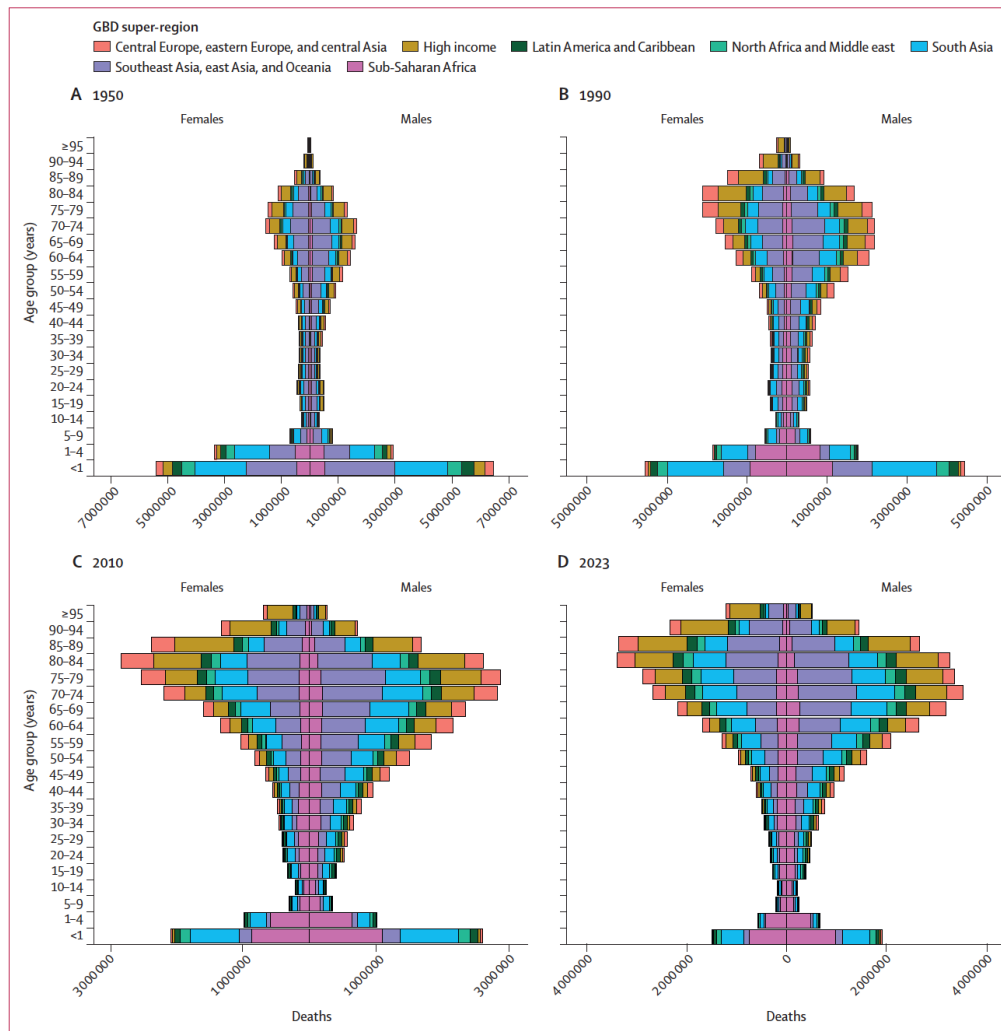 GBD super-region
Central Europe, eastern Europe, and central Asia High income Latin America and Caribbean North Africa and Middle east South Asia
Southeast Asia, east Asia, and Oceania Sub-Saharan Africa
A 1950
Females Males
Age group (years)
≥95
90–94
85–89
80–84
75–79
70–74
65–69
60–64
55–59
50–54
45–49
40–44
35–39
30–34
25–29
20–24
15–19
10–14
5–9
1–4
<1
7000000 5000000 3000000 1000000 1000000 3000000 5000000 7000000
B 1990
Females Males
5000000 3000000 1000000 1000000 3000000 5000000
C 2010
Females Males
Age group (years)
≥95
90–94
85–89
80–84
75–79
70–74
65–69
60–64
55–59
50–54
45–49
40–44
35–39
30–34
25–29
20–24
15–19
10–14
5–9
1–4
<1
3000000 1000000 1000000 3000000
Deaths
D 2023
Females Males
4000000 2000000 0 2000000 4000000
Deaths